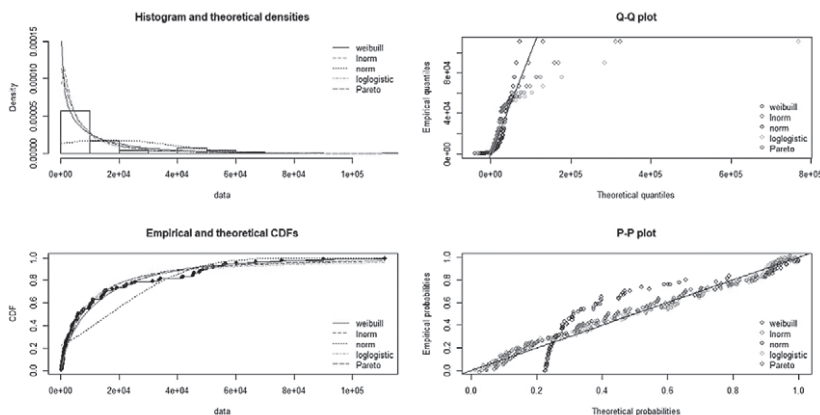 Histogram and theoretical densities
Density
0.00000
0.00005
0.00010
0.00015
weibuill
lnorm
norm
loglogistic
Pareto
0e+00 2e+04 4e+04 6e+04 8e+04 1e+05
data
Q-Q plot
Empirical quantiles
0e+00
4e+04
8e+04
weibuill
lnorm
norm
loglogistic
Pareto
0e+00 2e+05 4e+05 6e+05 8e+05
Theoretical quantiles
Empirical and theoretical CDFs
CDF
0.0
0.2
0.4
0.6
0.8
1.0
weibuill
lnorm
norm
loglogistic
Pareto
0e+00 2e+04 4e+04 6e+04 8e+04 1e+05
data
P-P plot
Empirical probabilities
0.0
0.2
0.4
0.6
0.8
1.0
weibuill
lnorm
norm
loglogistic
Pareto
0.0 0.2 0.4 0.6 0.8 1.0
Theoretical probabilities